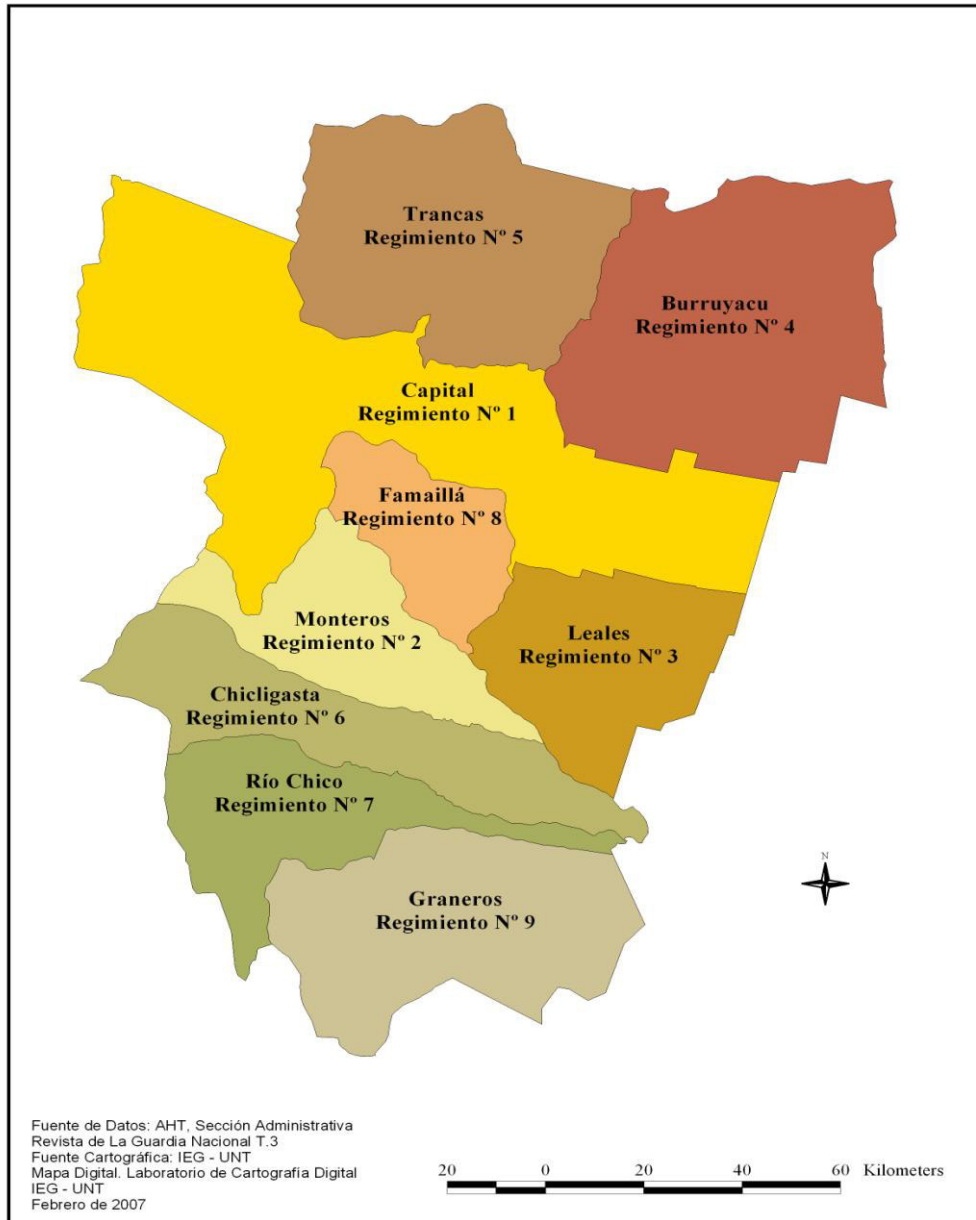 Trancas
Regimiento Nº 5
Burruyacu
Regimiento Nº 4
Capital
Regimiento Nº 1
Famaillá
Regimiento Nº 8
Monteros
Regimiento Nº 2
Leales
Regimiento Nº 3
Chicligasta
Regimiento Nº 6
Río Chico
Regimiento Nº 7
Graneros
Regimiento Nº 9
N
Fuente de Datos: AHT, Sección Administrativa
Revista de La Guardia Nacional T.3
Fuente Cartográfica: IEG - UNT
Mapa Digital. Laboratorio de Cartografía Digital
IEG - UNT
Febrero de 2007
20 0 20 40 60 Kilometers